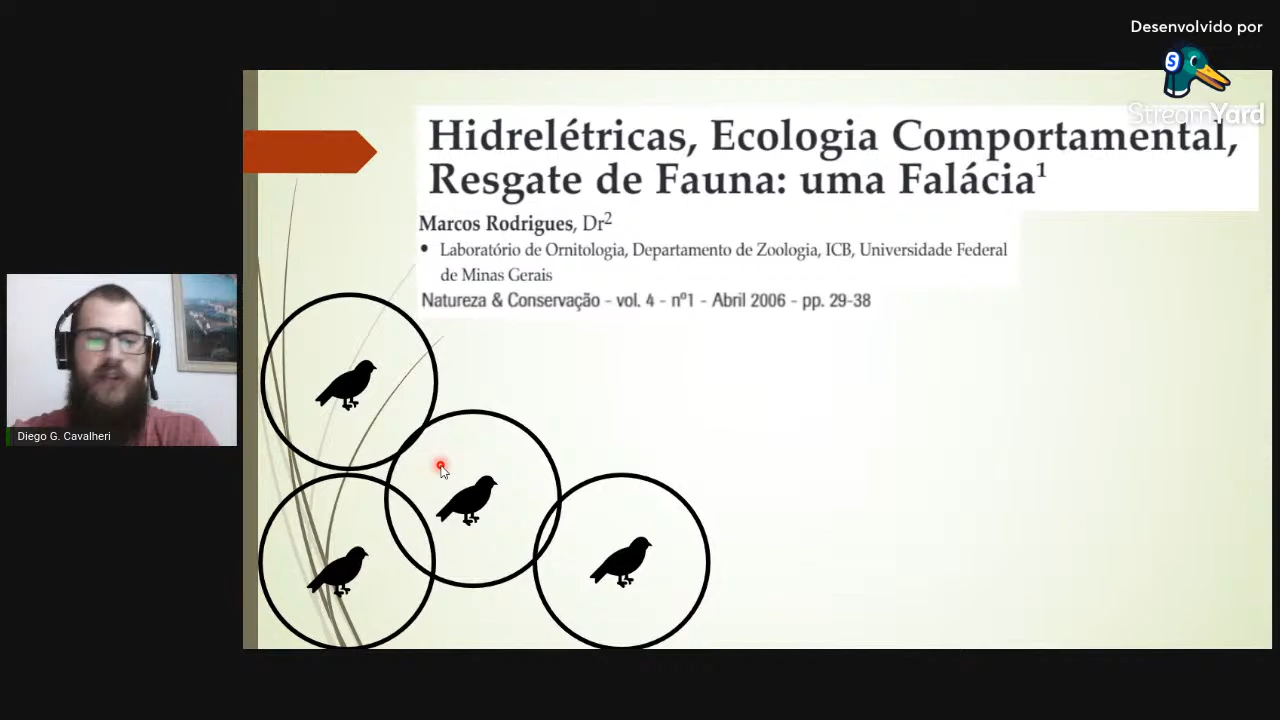 Desenvolvido por
S
StreamYard
Hidrelétricas, Ecologia Comportamental,
Resgate de Fauna: uma Falácia¹
Marcos Rodrigues, Dr²
• Laboratório de Ornitologia, Departamento de Zoologia, ICB, Universidade Federal
de Minas Gerais
Natureza & Conservação - vol. 4 - nº1 - Abril 2006 - pp. 29-38
Diego G. Cavalheri